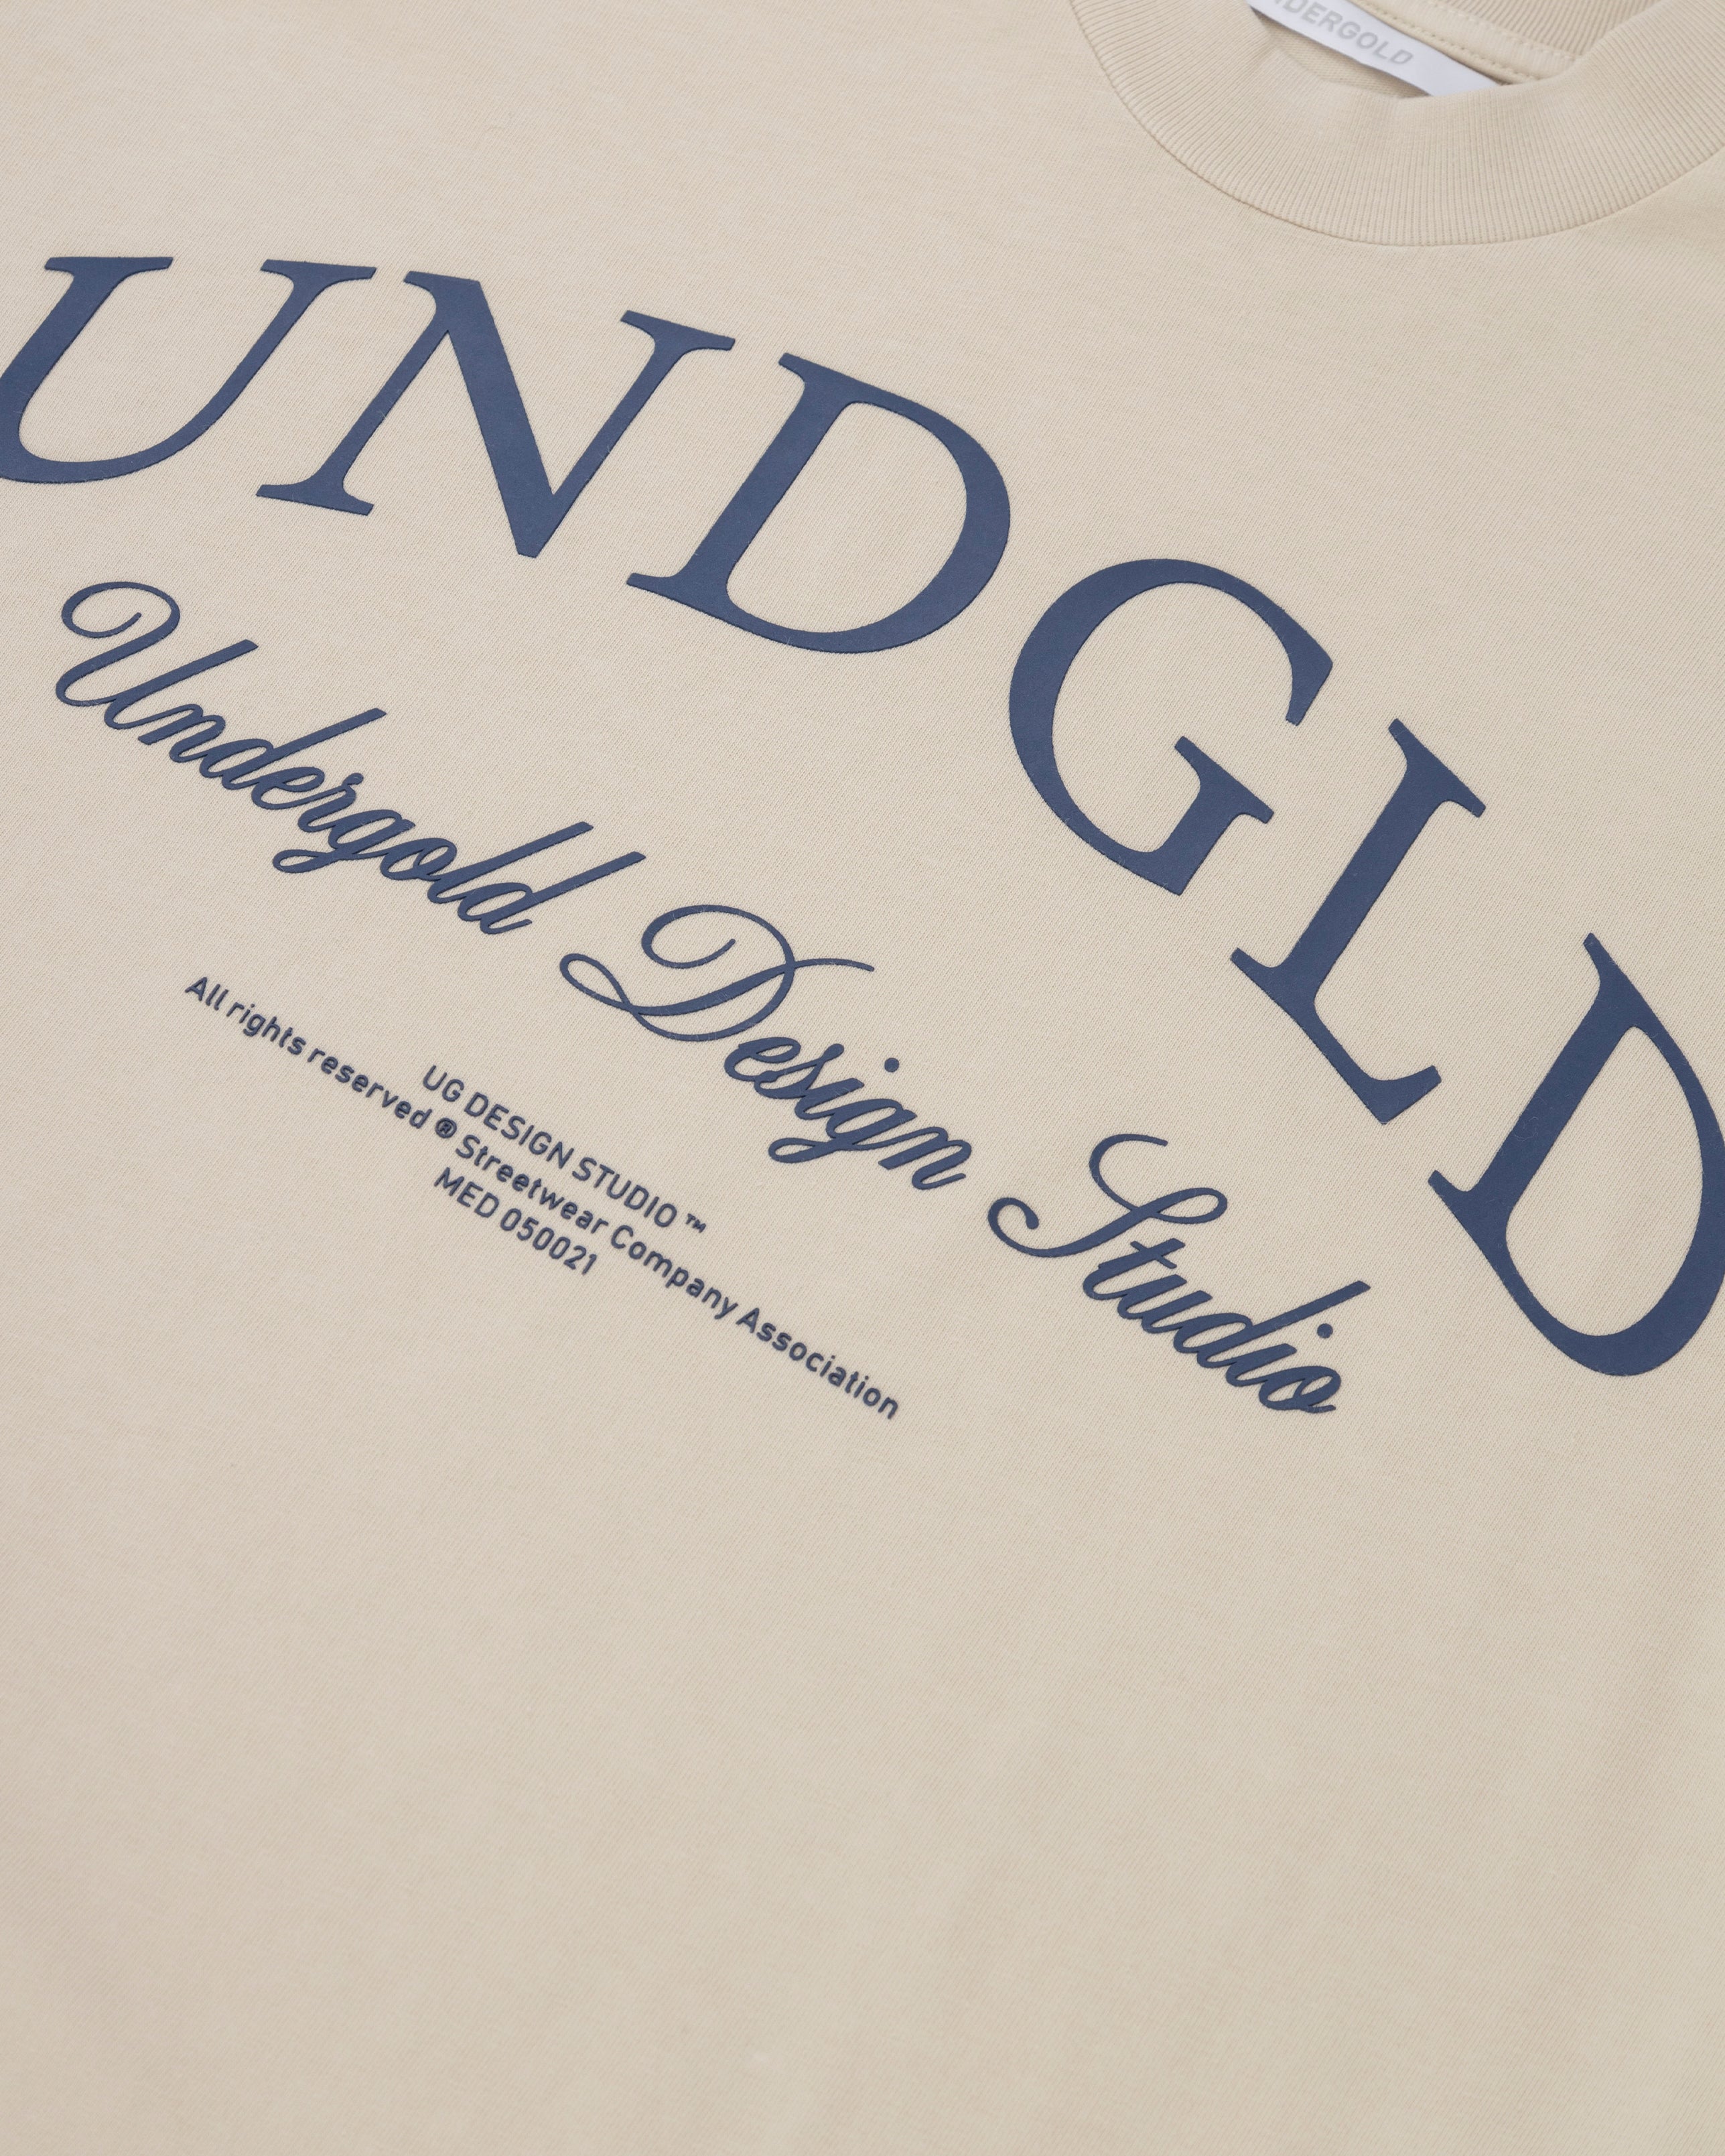 UNDERGOLD
UNDGLD
Undergold Design Studio
UG DESIGN STUDIO ™
All rights reserved ® Streetwear Company Association
MED 050021